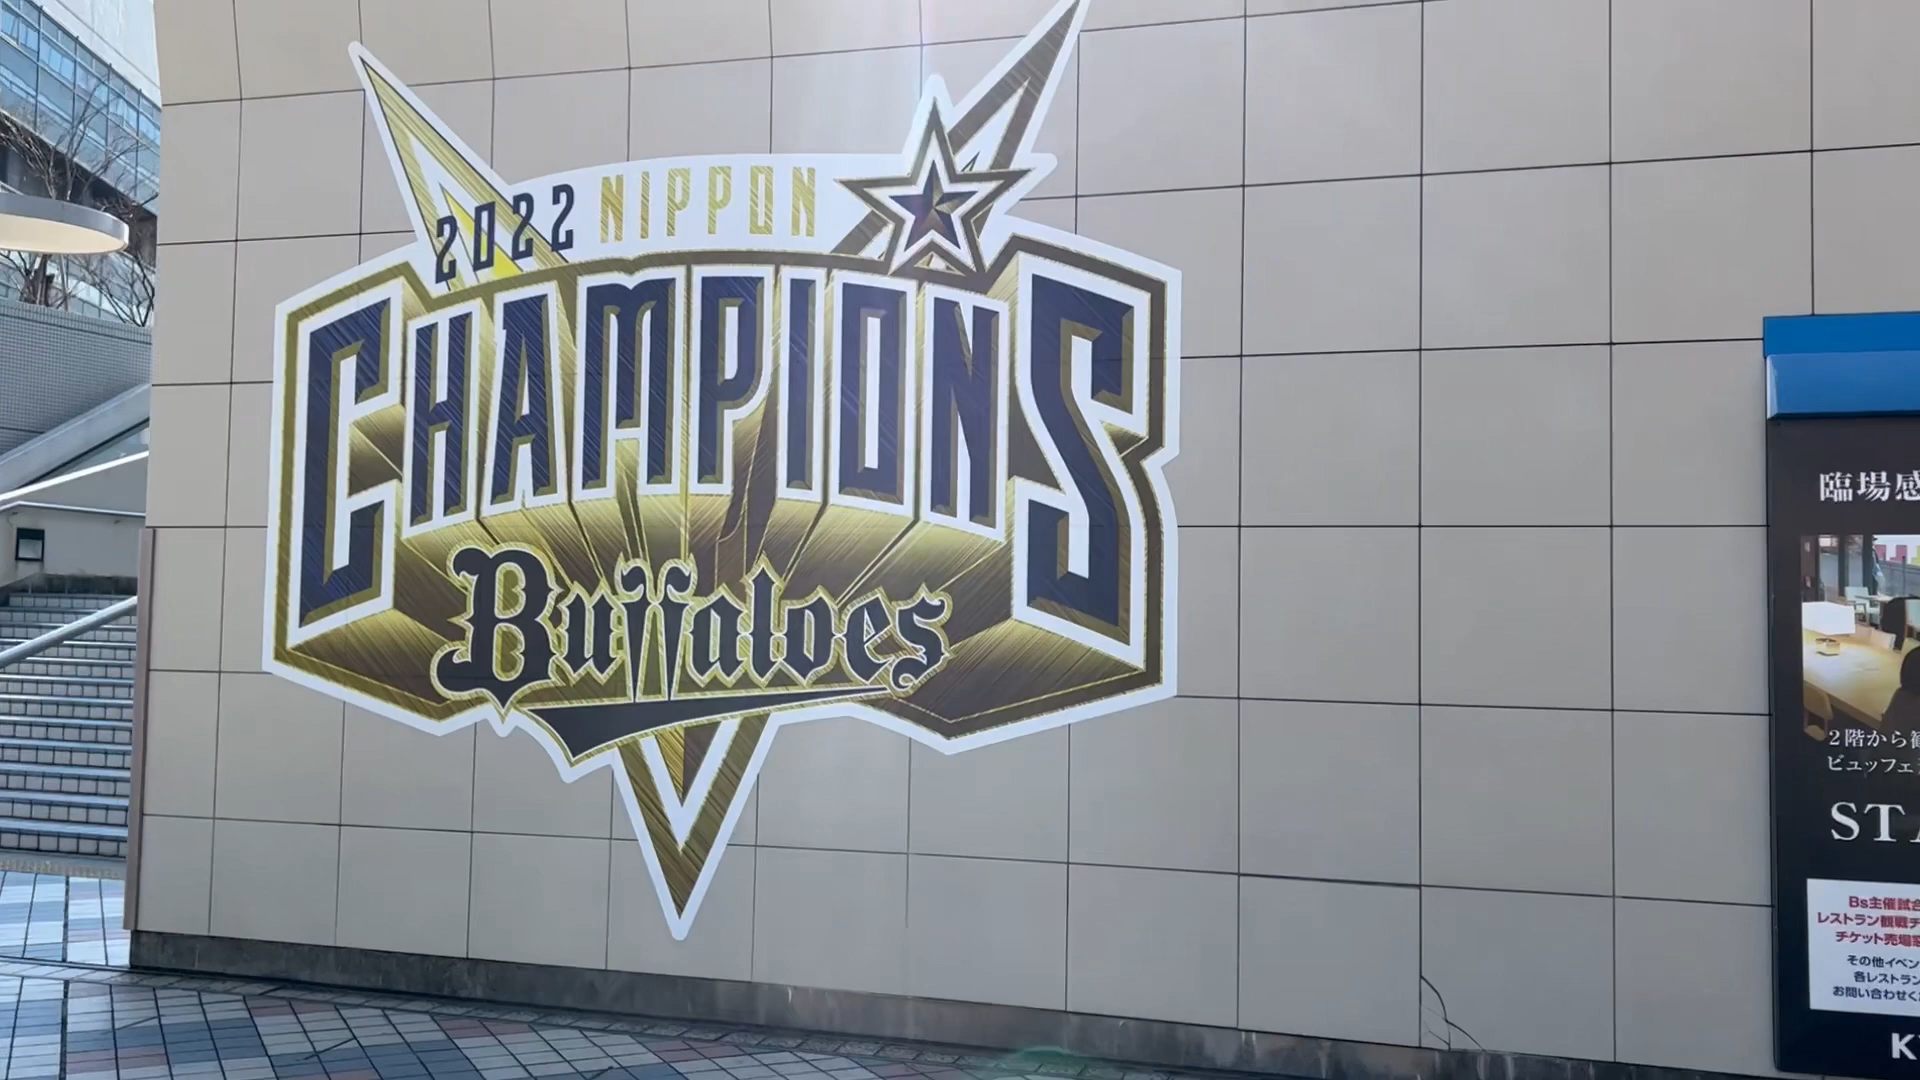 2022 NIPPON
CHAMPIONS
Buffaloes
臨場感
2階から
ビュッフェ
ST
Bs主催試合
レストラン観戦チ
チケット売場
その他イベン
各レストラン
お問い合わせく
K